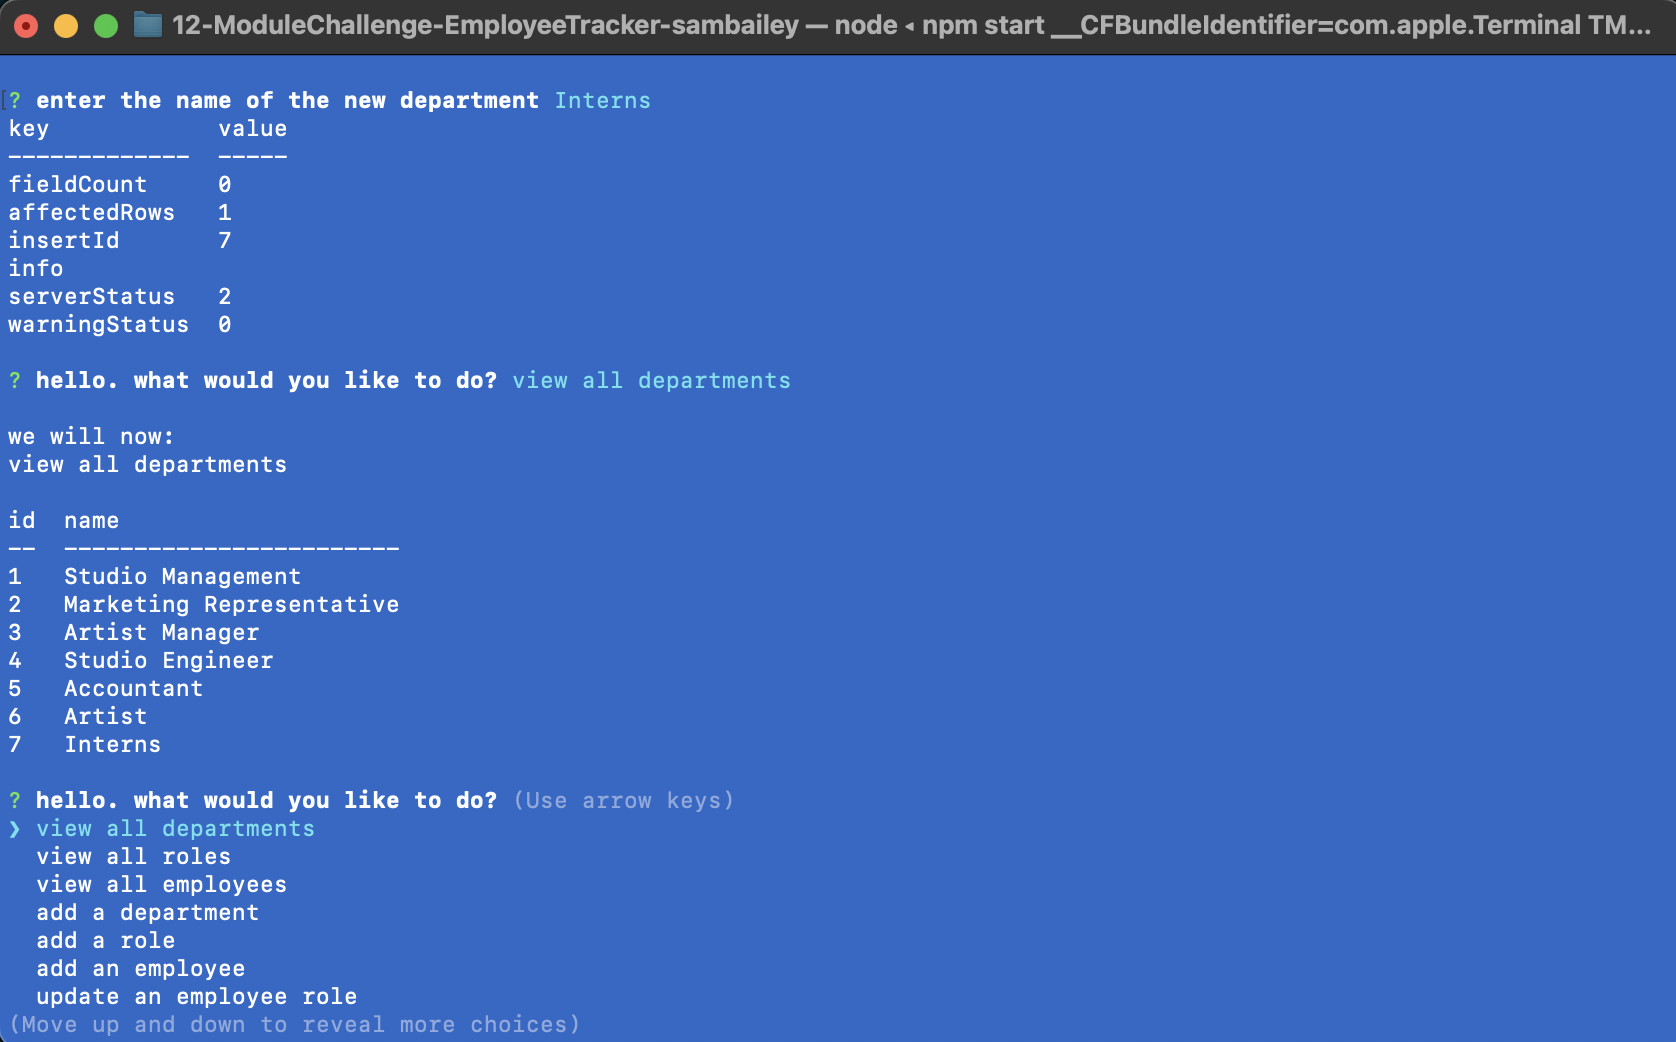 12-ModuleChallenge-EmployeeTracker-sambailey — node ◂ npm start __CFBundleIdentifier=com.apple.Terminal TM...
[? enter the name of the new department Interns
key            value
-------------  -----
fieldCount     0
affectedRows   1
insertId       7
info
serverStatus   2
warningStatus  0
? hello. what would you like to do? view all departments
we will now:
view all departments
id  name
--  ------------------------
1   Studio Management
2   Marketing Representative
3   Artist Manager
4   Studio Engineer
5   Accountant
6   Artist
7   Interns
? hello. what would you like to do? (Use arrow keys)
❯ view all departments
  view all roles
  view all employees
  add a department
  add a role
  add an employee
  update an employee role
(Move up and down to reveal more choices)